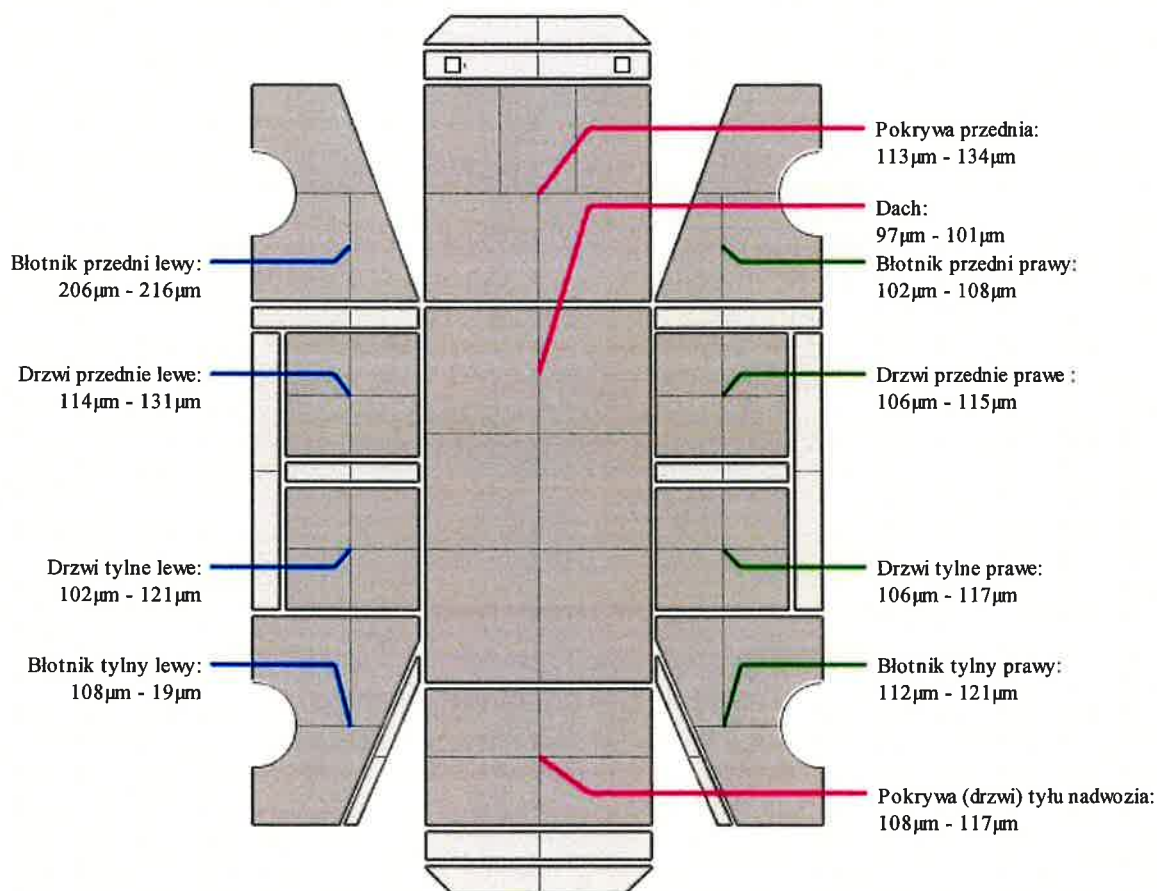 Pokrywa przednia:
113µm - 134µm
Dach:
97µm - 101µm
Błotnik przedni lewy:
206µm - 216µm
Błotnik przedni prawy:
102µm - 108µm
Drzwi przednie lewe:
114µm - 131µm
Drzwi przednie prawe :
106µm - 115µm
Drzwi tylne lewe:
102µm - 121µm
Drzwi tylne prawe:
106µm - 117µm
Błotnik tylny lewy:
108µm - 19µm
Błotnik tylny prawy:
112µm - 121µm
Pokrywa (drzwi) tyłu nadwozia:
108µm - 117µm